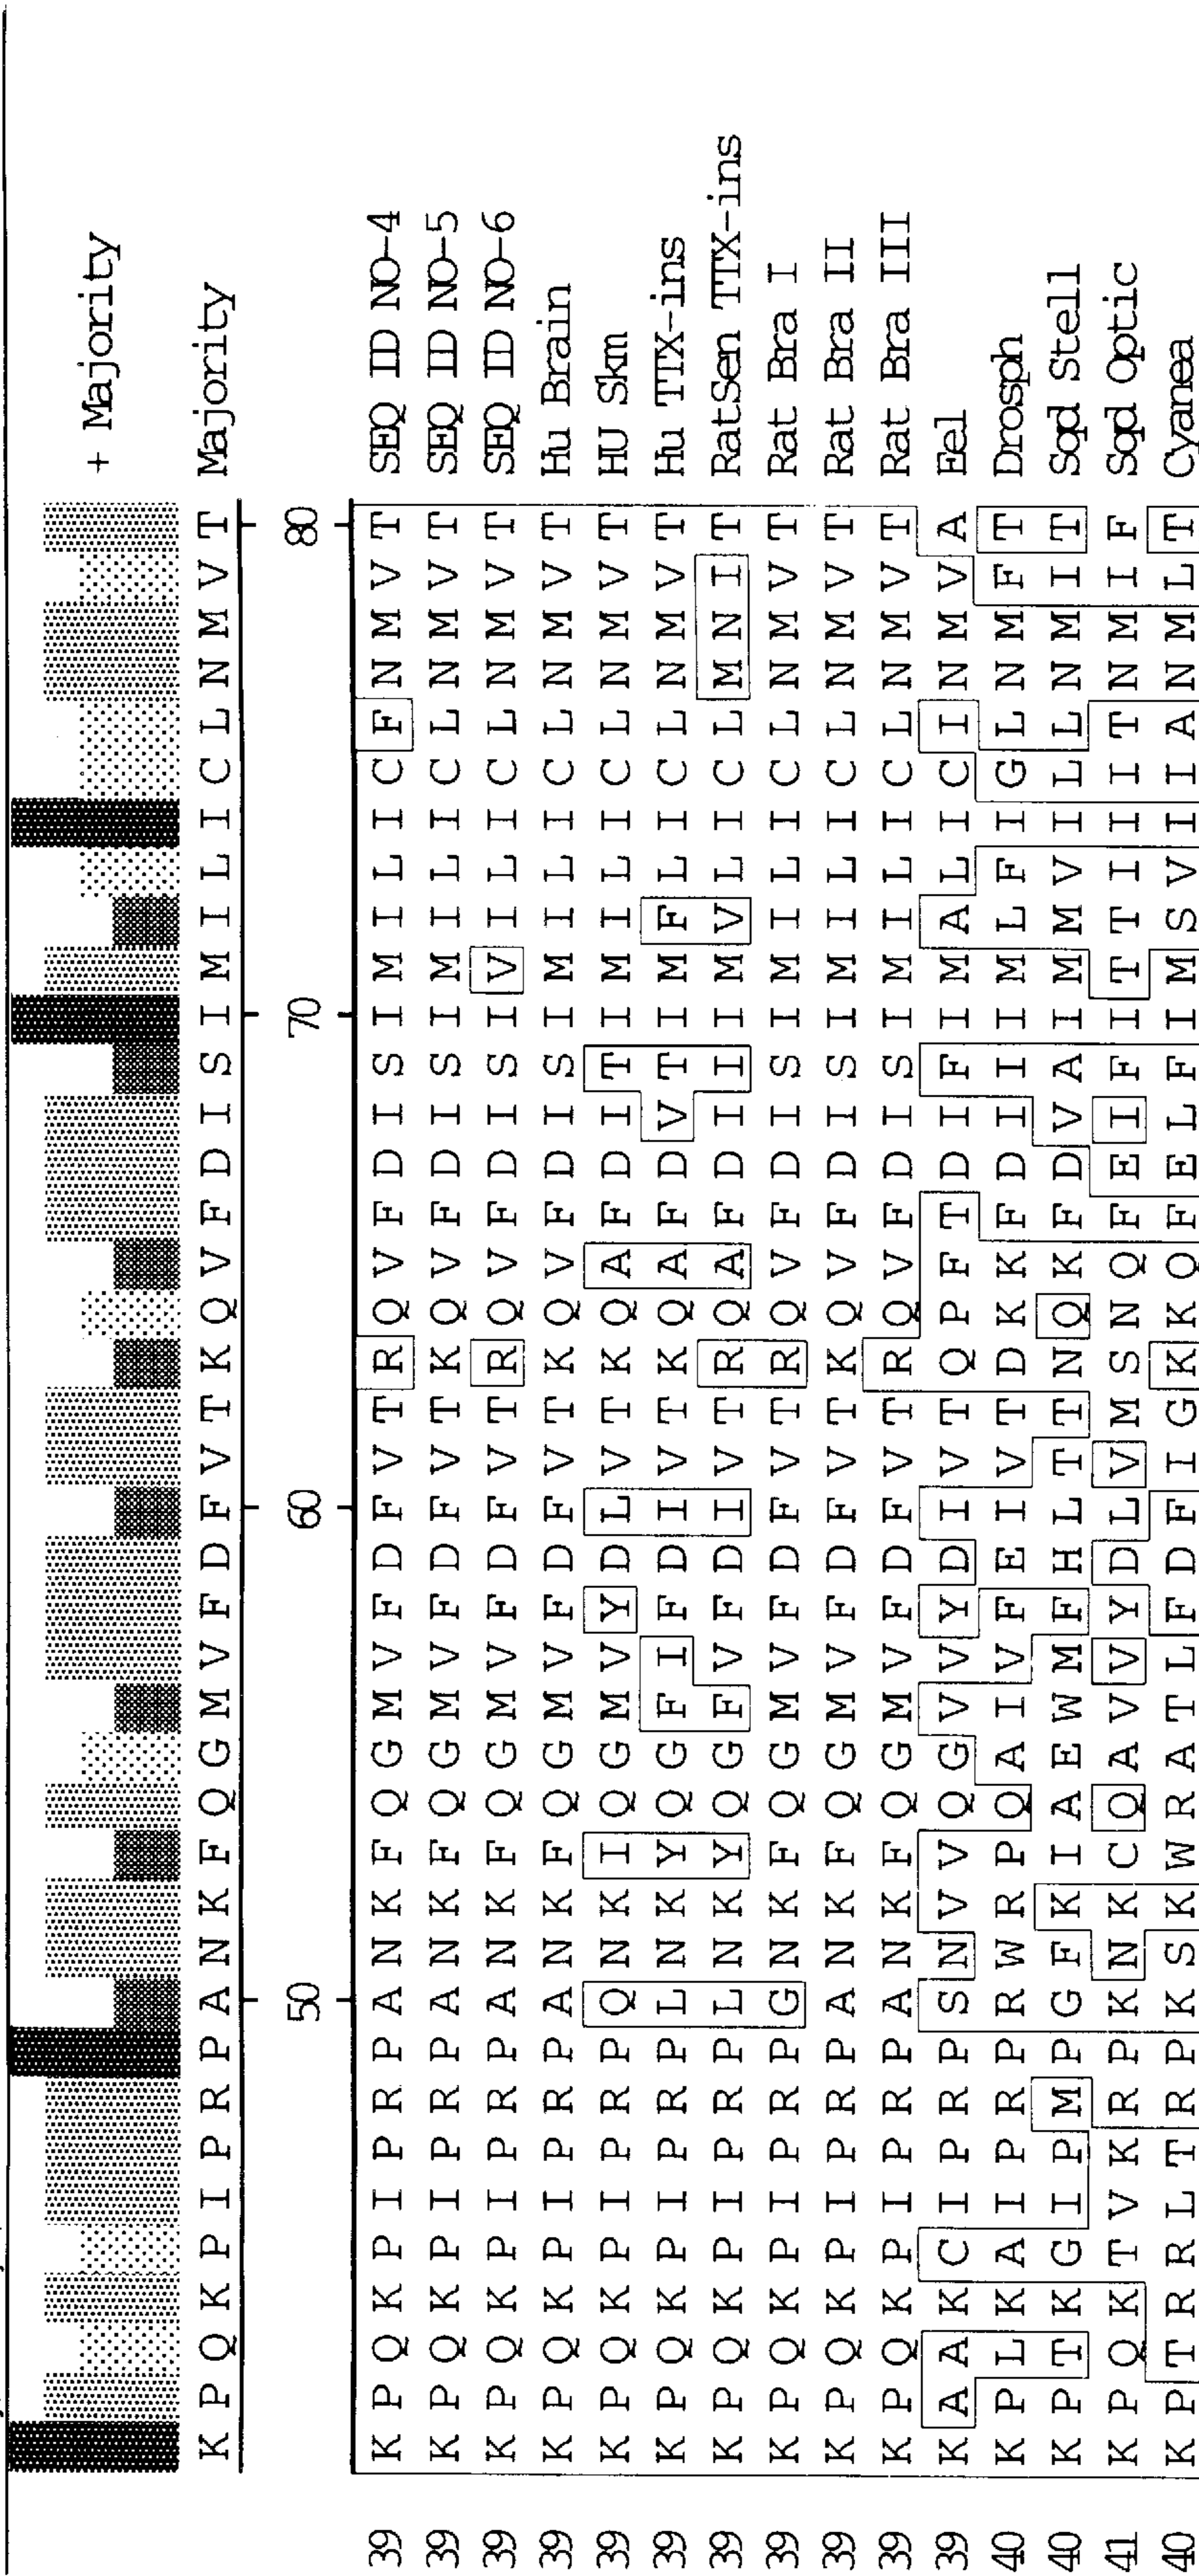 + Majority
K P Q K P I P R P A N K F Q G M V F D F V T K Q V F D I S I M I L I C L N M V T Majority
50 60 70 80
39 K P Q K P I P R P A N K F Q G M V F D F V T R Q V F D I S I M I L I C F N M V T SEQ ID NO-4
39 K P Q K P I P R P A N K F Q G M V F D F V T K Q V F D I S I M I L I C L N M V T SEQ ID NO-5
39 K P Q K P I P R P A N K F Q G M V F D F V T R Q V F D I S I V I L I C L N M V T SEQ ID NO-6
39 K P Q K P I P R P A N K F Q G M V F D F V T K Q V F D I S I M I L I C L N M V T Hu Brain
39 K P Q K P I P R P Q N K I Q G M V Y D L V T K Q A F D I T I M I L I C L N M V T HU Skm
39 K P Q K P I P R P L N K Y Q G F I F D I V T K Q A F D V T I M F L I C L N M V T Hu TTX-ins
39 K P Q K P I P R P L N K Y Q G F V F D I V T R Q A F D I I I M V L I C L M N I T RatSen TTX-ins
39 K P Q K P I P R P G N K F Q G M V F D F V T R Q V F D I S I M I L I C L N M V T Rat Bra I
39 K P Q K P I P R P A N K F Q G M V F D F V T K Q V F D I S I M I L I C L N M V T Rat Bra II
39 K P Q K P I P R P A N K F Q G M V F D F V T R Q V F D I S I M I L I C L N M V T Rat Bra III
39 K A A K C I P R P S N V V Q G V V Y D I V T Q P F T D I F I M A L I C I N M V A Eel
40 K P L K A I P R P R W R P Q A I V F E I V T D K K F D I I I M L F I G L N M F T Drosph
40 K P T K G I P M P G F K I A E W M F H L T T N Q K F D V A I M M V I L L N M I T Sqd Stell
41 K P Q K T V K R P K N K C Q A V V Y D L V M S N Q F E I F I T T I I I T N M I F Sqd Optic
40 K P T R R L T R P K S K W R A T L F D F I G K K Q F E L F I M S V I I A N M L T Cyanea